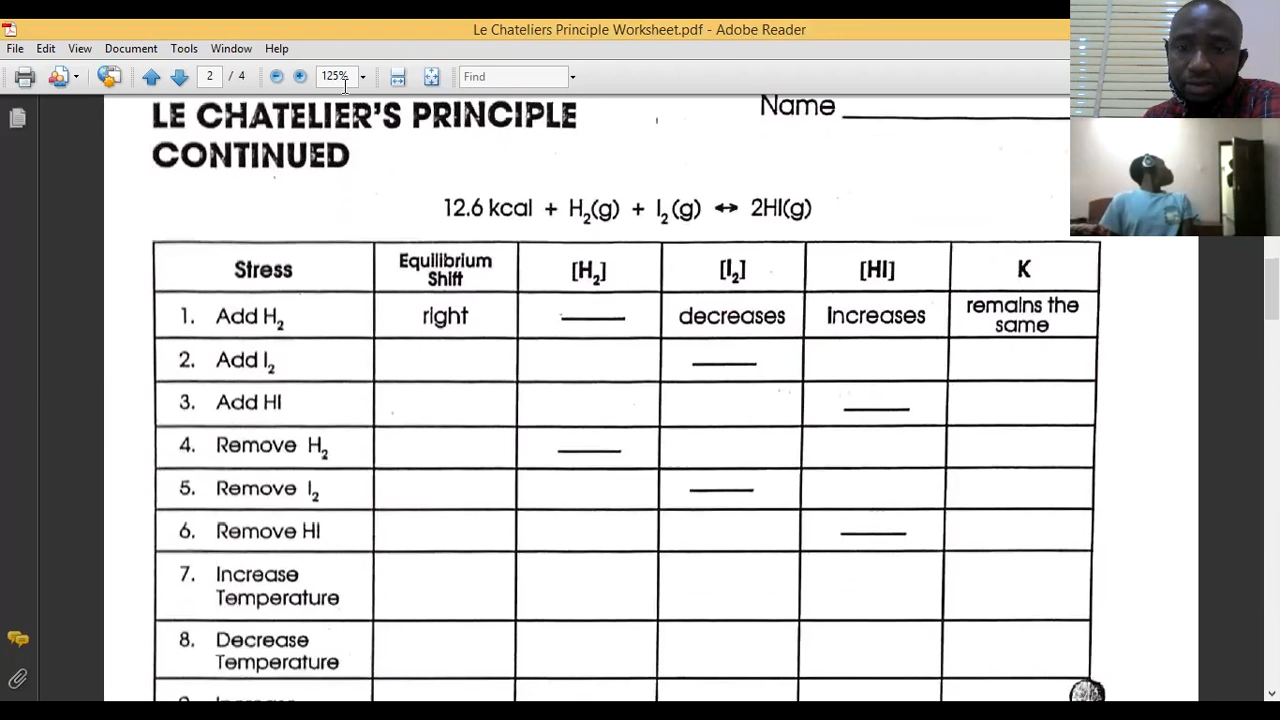 Le Chateliers Principle Worksheet.pdf - Adobe Reader
File Edit View Document Tools Window Help
2 / 4 125% Find
LE CHATELIER'S PRINCIPLE
CONTINUED
Name
12.6 kcal + H₂(g) + I₂(g) ↔ 2HI(g)
Stress Equilibrium Shift [H₂] [I₂] [HI] K
1. Add H₂ right decreases increases remains the same
2. Add I₂
3. Add HI
4. Remove H₂
5. Remove I₂
6. Remove HI
7. Increase
Temperature
8. Decrease
Temperature